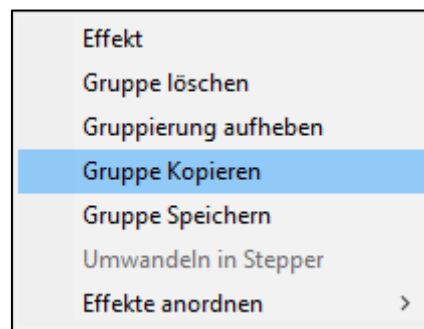 Effekt
Gruppe löschen
Gruppierung aufheben
Gruppe Kopieren
Gruppe Speichern
Umwandeln in Stepper
Effekte anordnen